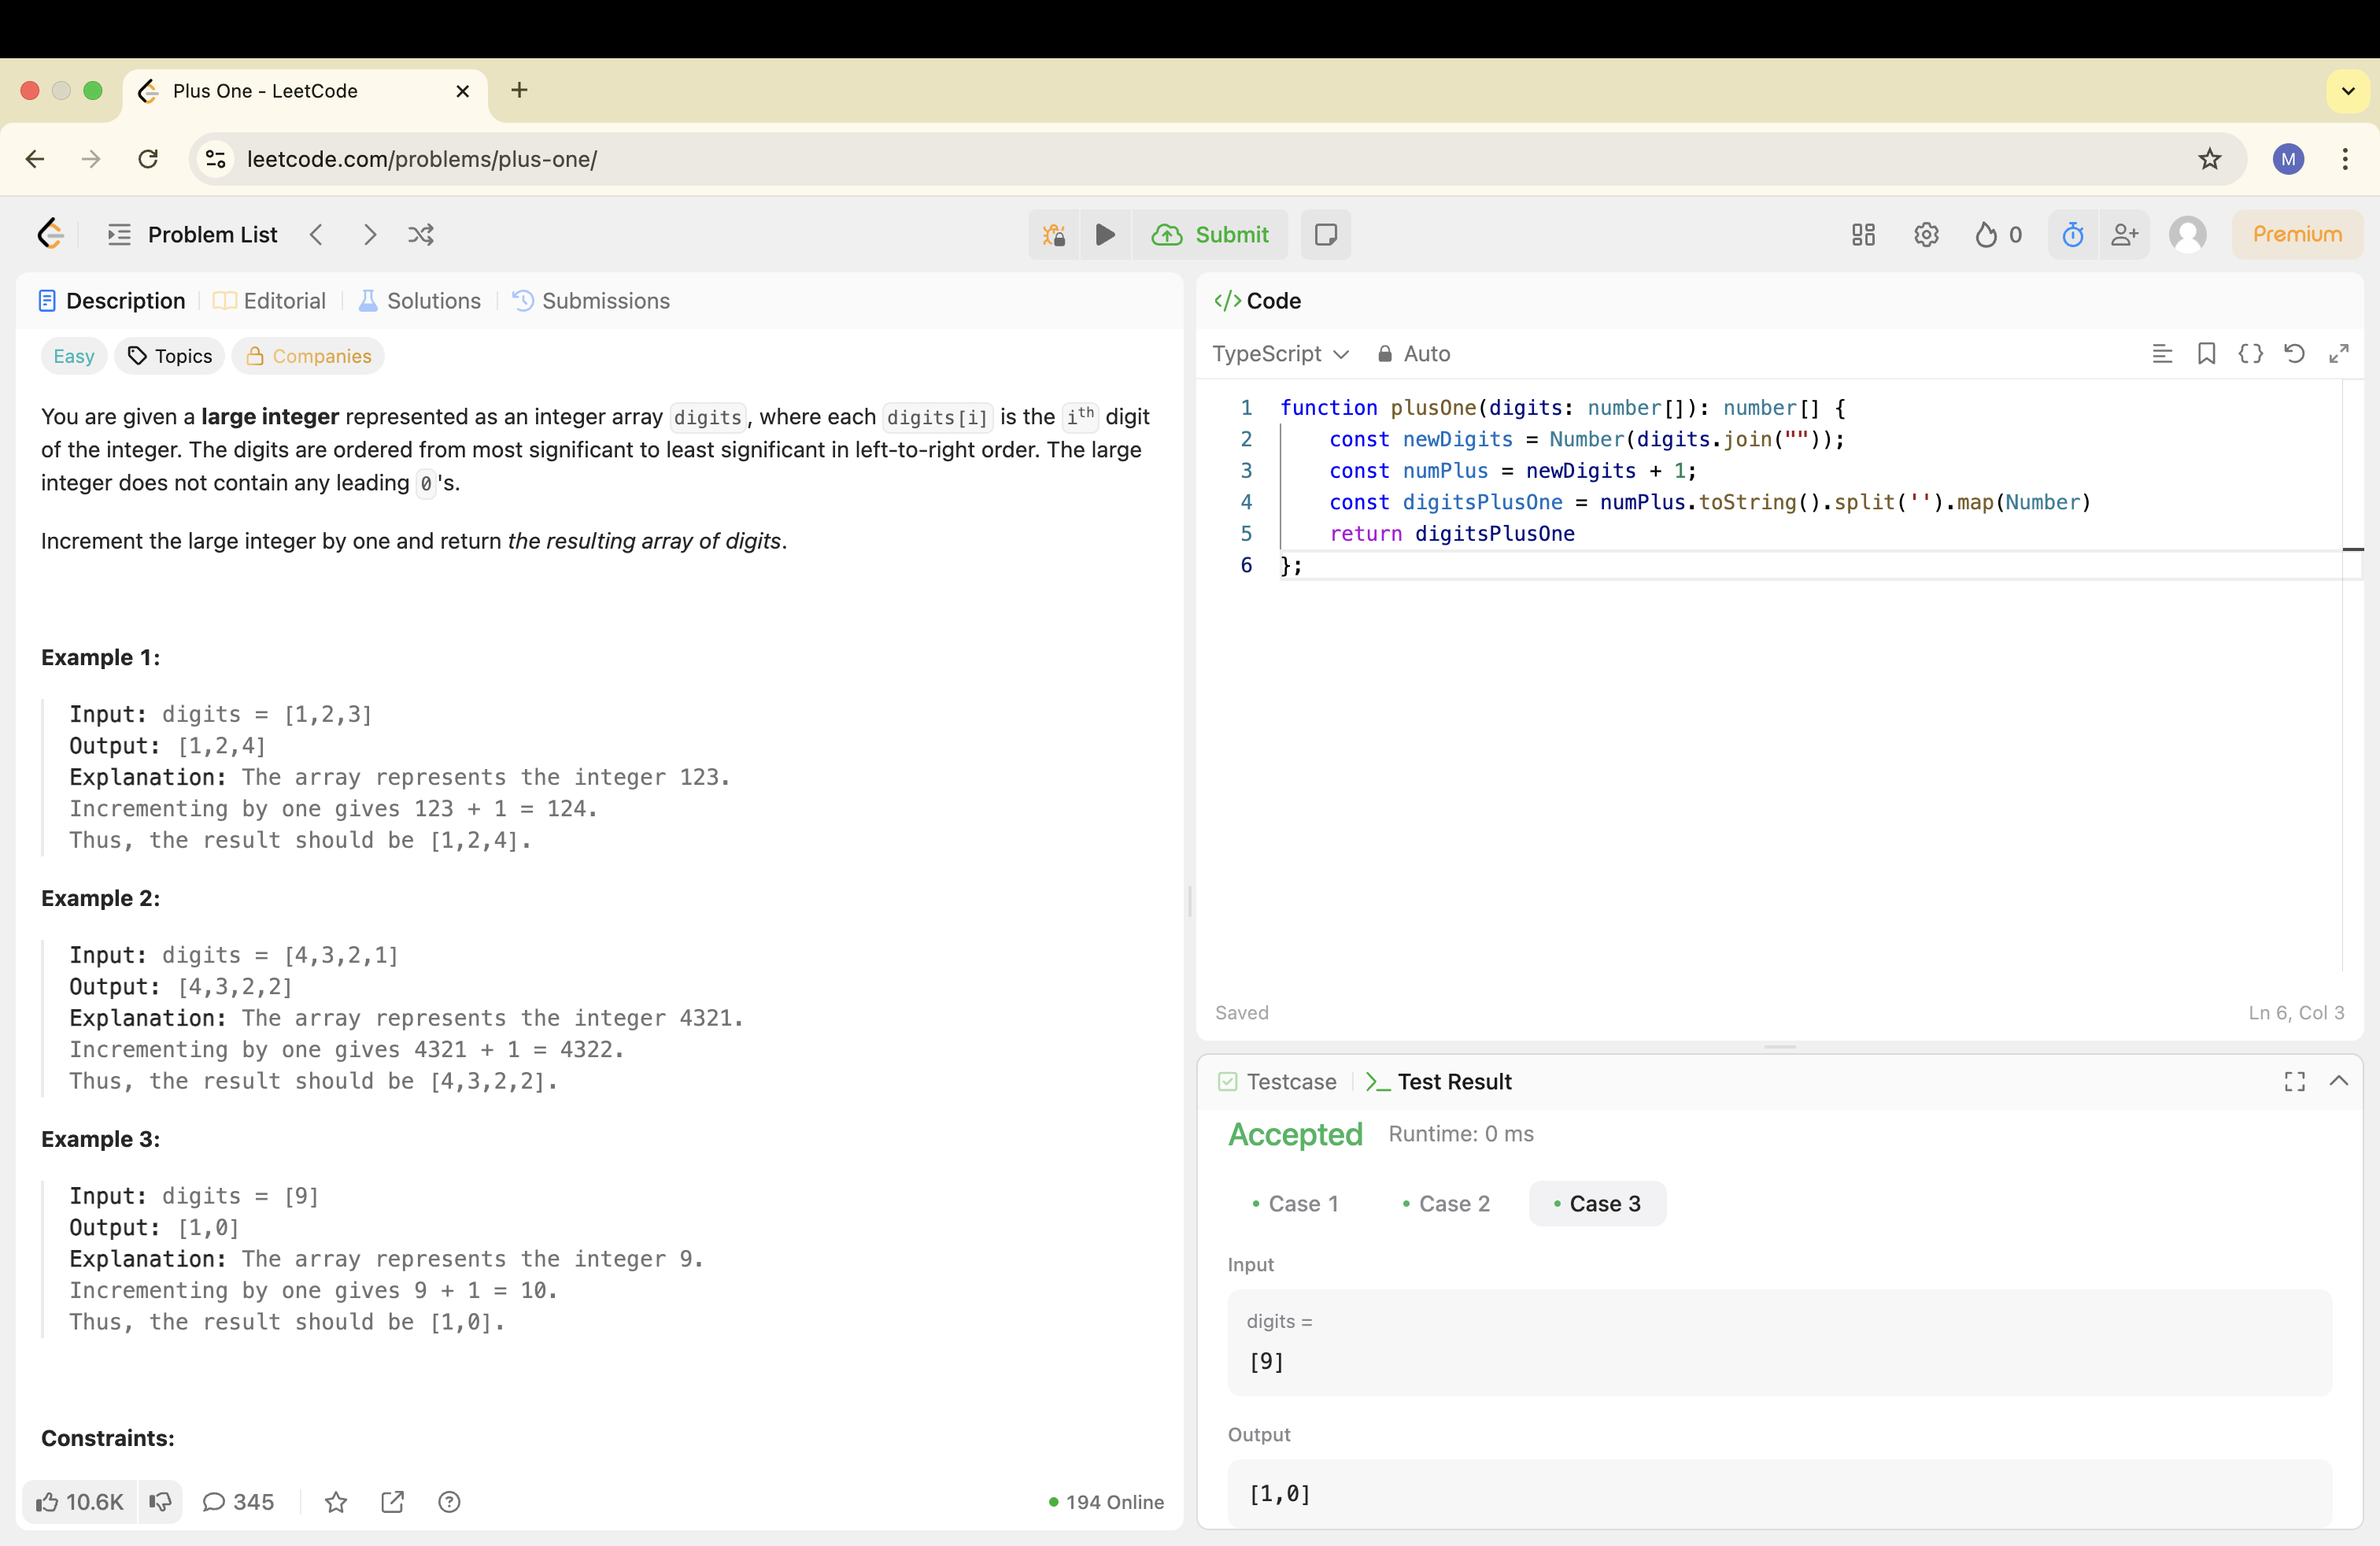 Plus One - LeetCode
leetcode.com/problems/plus-one/
M
Problem List
Submit
0
Premium
Description
Editorial
Solutions
Submissions
Easy
Topics
Companies
You are given a large integer represented as an integer array digits, where each digits[i] is the ith digit
of the integer. The digits are ordered from most significant to least significant in left-to-right order. The large
integer does not contain any leading 0's.
Increment the large integer by one and return the resulting array of digits.
Example 1:
Input: digits = [1,2,3]
Output: [1,2,4]
Explanation: The array represents the integer 123.
Incrementing by one gives 123 + 1 = 124.
Thus, the result should be [1,2,4].
Example 2:
Input: digits = [4,3,2,1]
Output: [4,3,2,2]
Explanation: The array represents the integer 4321.
Incrementing by one gives 4321 + 1 = 4322.
Thus, the result should be [4,3,2,2].
Example 3:
Input: digits = [9]
Output: [1,0]
Explanation: The array represents the integer 9.
Incrementing by one gives 9 + 1 = 10.
Thus, the result should be [1,0].
Constraints:
10.6K
345
194 Online
</> Code
TypeScript
Auto
1 function plusOne(digits: number[]): number[] {
2 const newDigits = Number(digits.join(""));
3 const numPlus = newDigits + 1;
4 const digitsPlusOne = numPlus.toString().split('').map(Number)
5 return digitsPlusOne
6 };
Saved
Ln 6, Col 3
Testcase
Test Result
Accepted
Runtime: 0 ms
Case 1
Case 2
Case 3
Input
digits =
[9]
Output
[1,0]